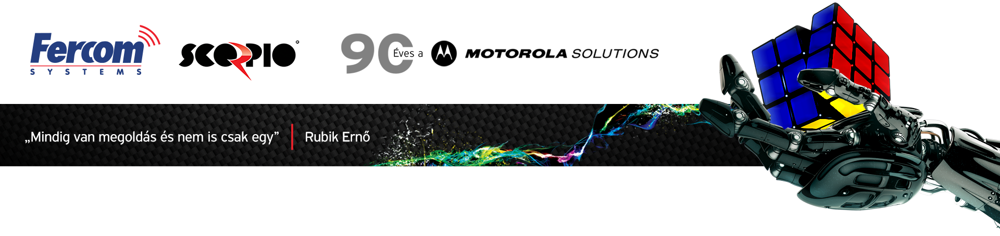 Fercom
SYSTEMS
SCORPIO®
90 Éves a
MOTOROLA SOLUTIONS
„Mindig van megoldás és nem is csak egy” | Rubik Ernő